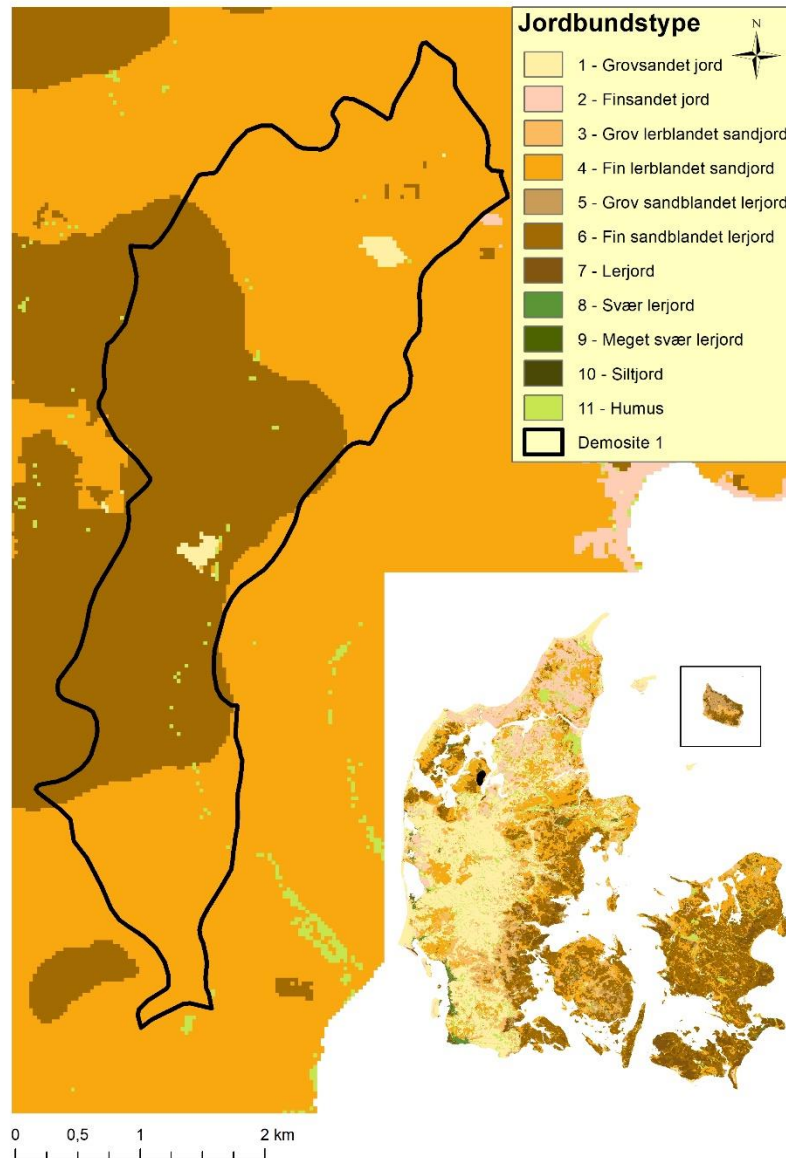 Jordbundstype
N
1 - Grovsandet jord
2 - Finsandet jord
3 - Grov lerblandet sandjord
4 - Fin lerblandet sandjord
5 - Grov sandblandet lerjord
6 - Fin sandblandet lerjord
7 - Lerjord
8 - Svær lerjord
9 - Meget svær lerjord
10 - Siltjord
11 - Humus
Demosite 1
0 0,5 1 2 km